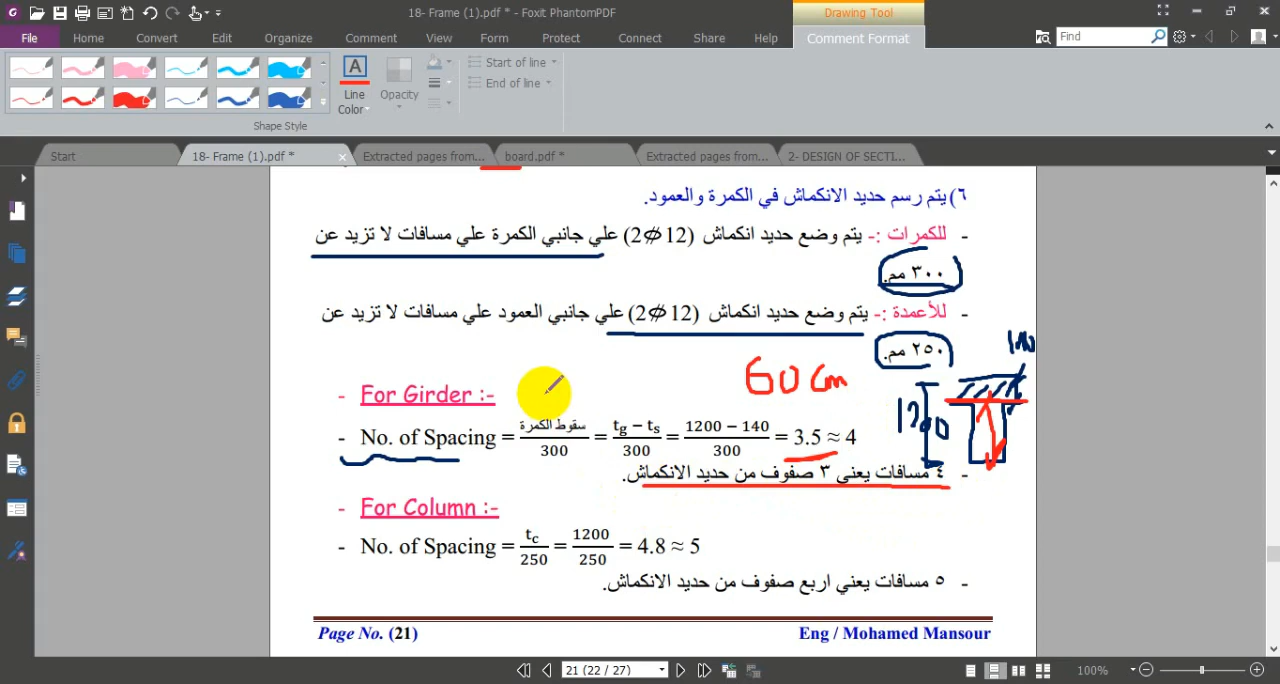 18- Frame (1).pdf * - Foxit PhantomPDF
Drawing Tool
File Home Convert Edit Organize Comment View Form Protect Connect Share Help Comment Format
Find
Line Color
Opacity
Start of line
End of line
Shape Style
Start
18- Frame (1).pdf *
Extracted pages from...
board.pdf *
Extracted pages from...
2- DESIGN OF SECTI...
٦) يتم رسم حديد الانكماش في الكمرة والعمود.
- للكمرات :- يتم وضع حديد انكماش (2∅12) علي جانبي الكمرة علي مسافات لا تزيد عن
٣٠٠ مم.
- للأعمدة :- يتم وضع حديد انكماش (2∅12) علي جانبي العمود علي مسافات لا تزيد عن
٢٥٠ مم.
60 cm
1200
- For Girder :-
- No. of Spacing = سقوط الكمرة/300 = (tg − ts)/300 = (1200 − 140)/300 = 3.5 ≈ 4
- ٤ مسافات يعني ٣ صفوف من حديد الانكماش.
- For Column :-
- No. of Spacing = tc/250 = 1200/250 = 4.8 ≈ 5
- ٥ مسافات يعني اربع صفوف من حديد الانكماش.
Page No. (21)
Eng / Mohamed Mansour
21 (22 / 27)
100%